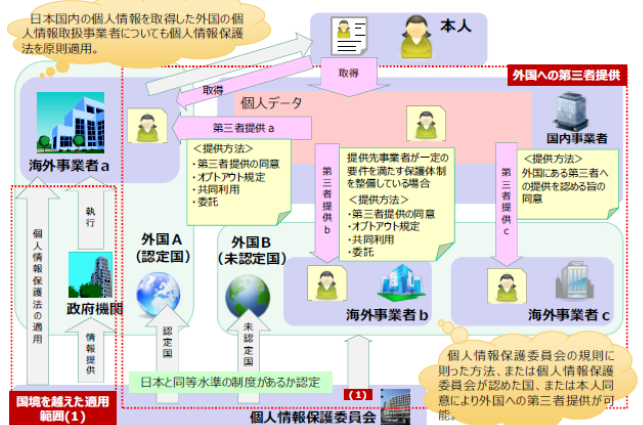 日本国内の個人情報を取得した外国の個
人情報取扱事業者についても個人情報保護
法を原則適用。
本人
取得
取得
外国への第三者提供
個人データ
国内事業者
海外事業者a
第三者提供 a
＜提供方法＞
・第三者提供の同意
・オプトアウト規定
・共同利用
・委託
第三者提供b
提供先事業者が一定の
要件を満たす保護体制
を整備している場合
＜提供方法＞
・第三者提供の同意
・オプトアウト規定
・共同利用
・委託
第三者提供c
＜提供方法＞
外国にある第三者へ
の提供を認める旨の
同意
個人情報保護法の適用
執行
政府機関
情報提供
外国A
（認定国）
外国B
（未認定国）
海外事業者b
海外事業者c
認定国
未認定国
日本と同等水準の制度があるか認定
個人情報保護委員会の規則に
則った方法、または個人情報保護
委員会が認めた国、または本人同
意により外国への第三者提供が可
能。
国境を越えた適用
範囲(1)
(1)
個人情報保護委員会